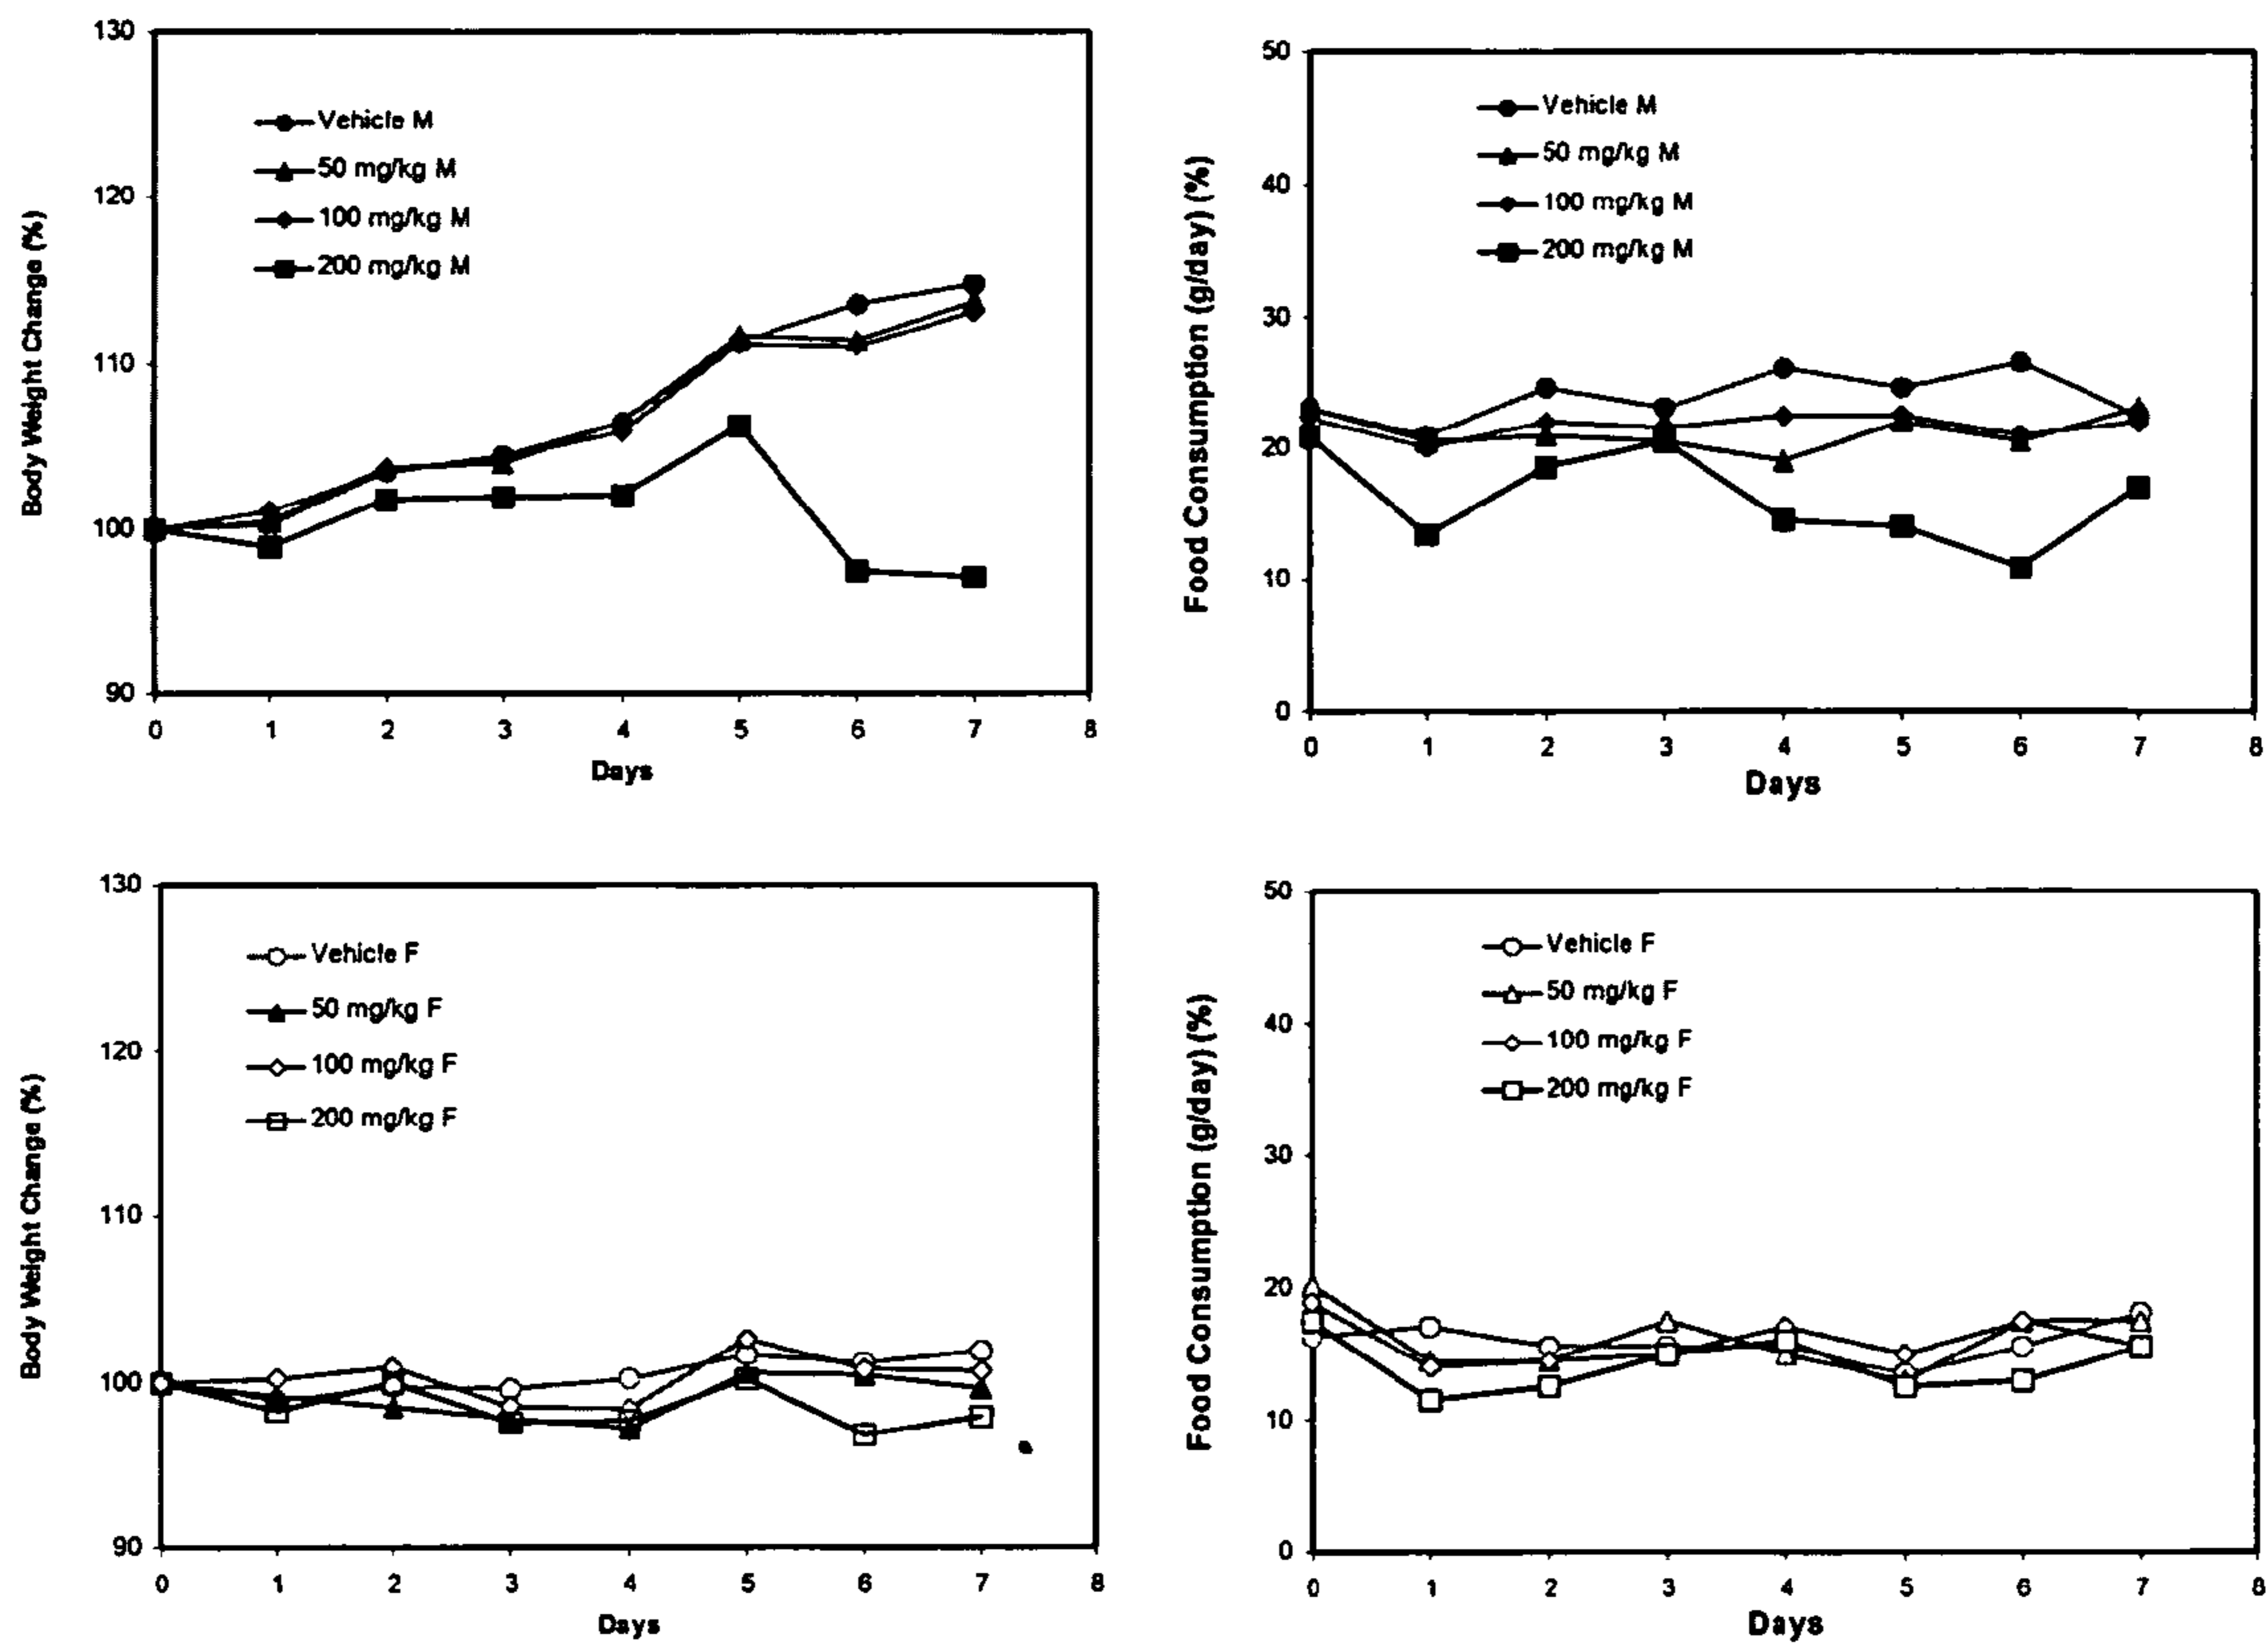 130
120
110
100
90
Body Weight Change (%)
Vehicle M
50 mg/kg M
100 mg/kg M
200 mg/kg M
0 1 2 3 4 5 6 7 8
Days
50
40
30
20
10
0
Food Consumption (g/day) (%)
Vehicle M
50 mg/kg M
100 mg/kg M
200 mg/kg M
0 1 2 3 4 5 6 7 8
Days
130
120
110
100
90
Body Weight Change (%)
Vehicle F
50 mg/kg F
100 mg/kg F
200 mg/kg F
0 1 2 3 4 5 6 7 8
Days
50
40
30
20
10
0
Food Consumption (g/day) (%)
Vehicle F
50 mg/kg F
100 mg/kg F
200 mg/kg F
0 1 2 3 4 5 6 7 8
Days